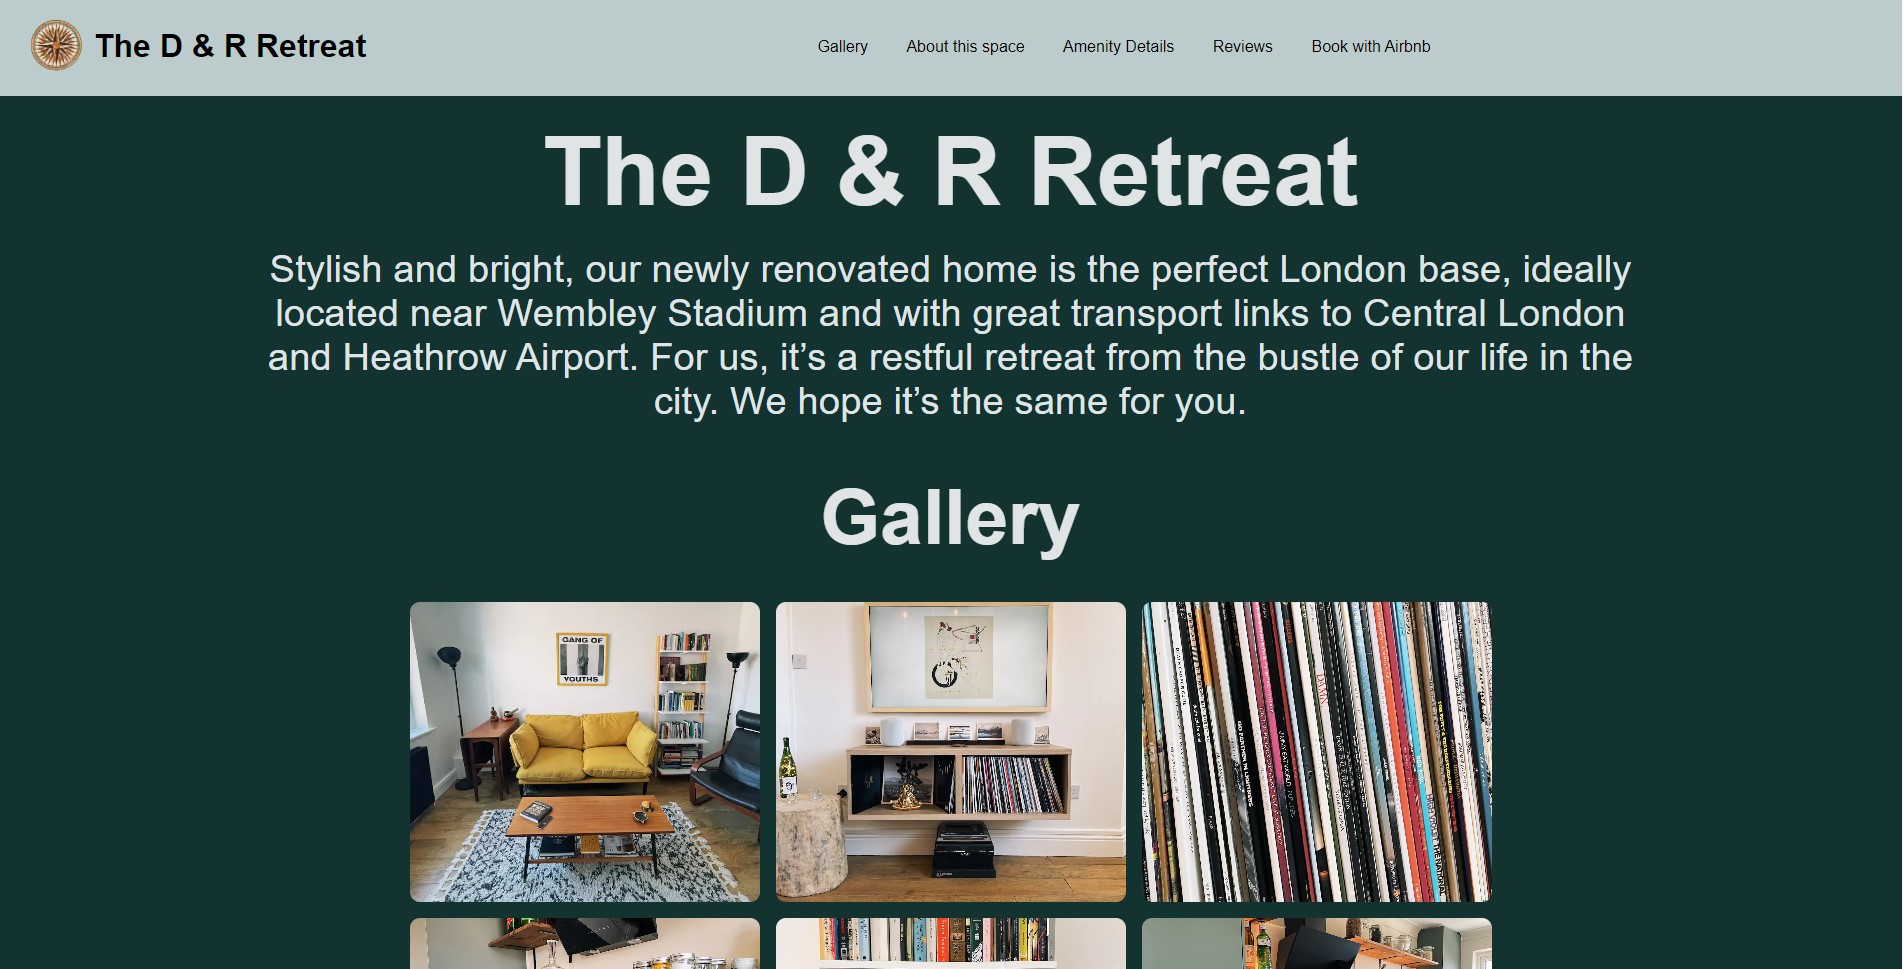 The D & R Retreat
Gallery
About this space
Amenity Details
Reviews
Book with Airbnb
The D & R Retreat
Stylish and bright, our newly renovated home is the perfect London base, ideally
located near Wembley Stadium and with great transport links to Central London
and Heathrow Airport. For us, it’s a restful retreat from the bustle of our life in the
city. We hope it’s the same for you.
Gallery
GANG OF
YOUTHS
DAMN.